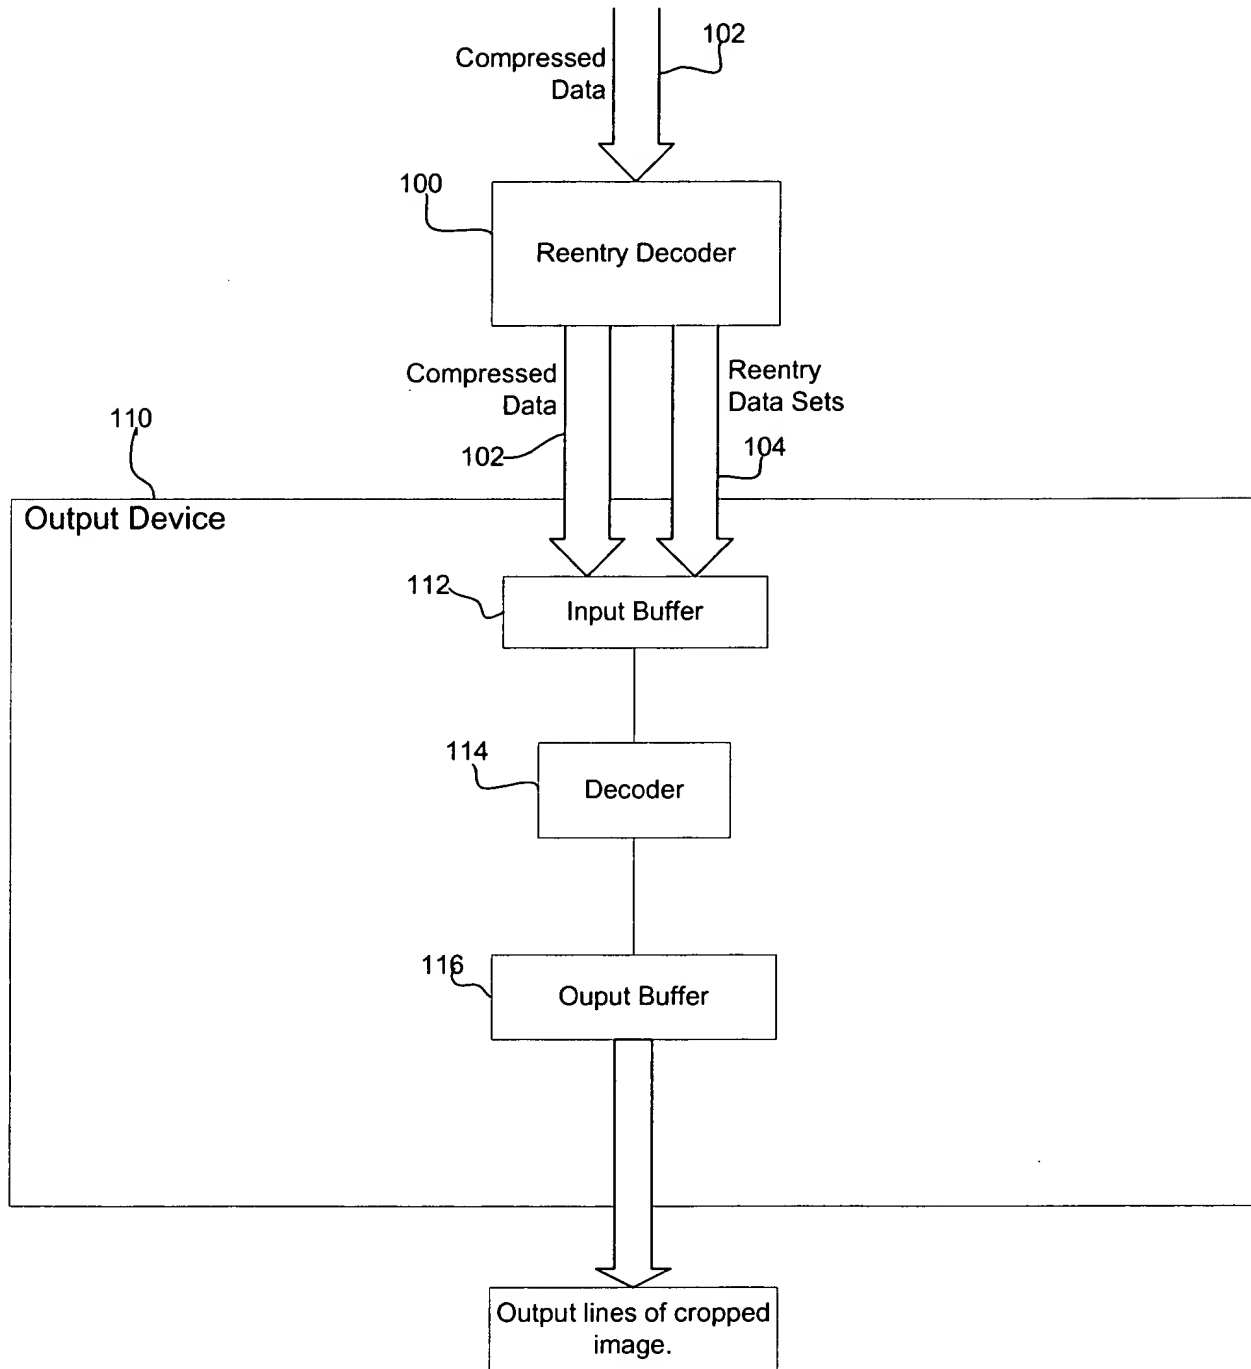 102
Compressed
Data
100
Reentry Decoder
Compressed
Data
Reentry
Data Sets
110
102
104
Output Device
112
Input Buffer
114
Decoder
116
Ouput Buffer
Output lines of cropped
image.